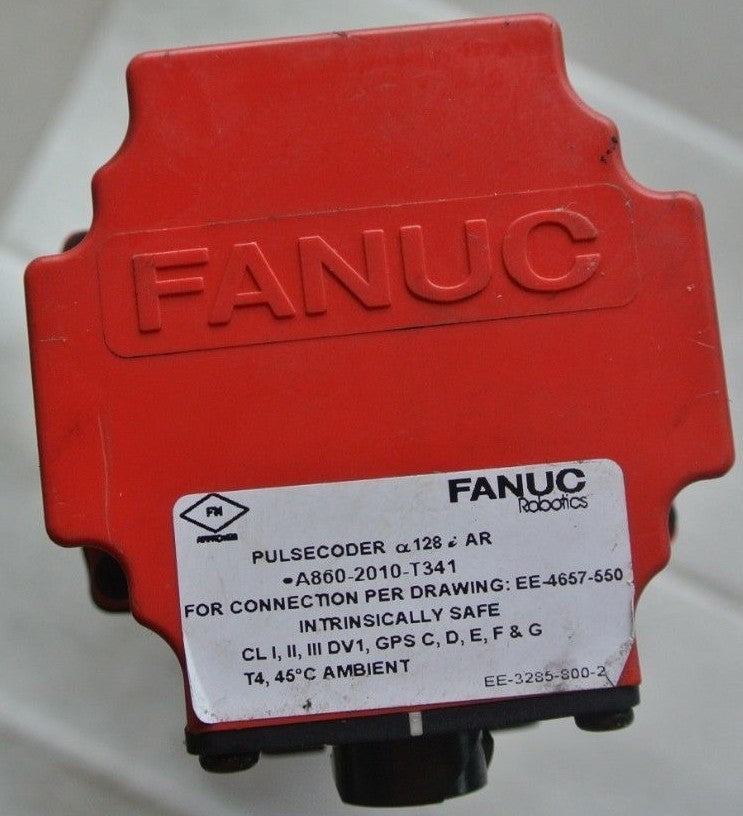 FANUC
FM
APPROVED
FANUC
Robotics
PULSECODER α128 i AR
•A860-2010-T341
FOR CONNECTION PER DRAWING: EE-4657-550
INTRINSICALLY SAFE
CL I, II, III DV1, GPS C, D, E, F & G
T4, 45°C AMBIENT
EE-3285-800-2